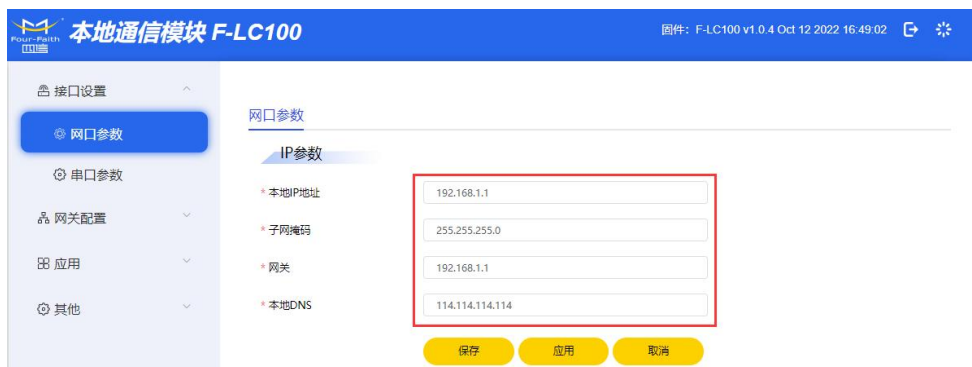 Four-Faith
四信
本地通信模块 F-LC100
固件：F-LC100 v1.0.4 Oct 12 2022 16:49:02
接口设置
网口参数
串口参数
网关配置
应用
其他
网口参数
IP参数
* 本地IP地址 192.168.1.1
* 子网掩码 255.255.255.0
* 网关 192.168.1.1
* 本地DNS 114.114.114.114
保存 应用 取消